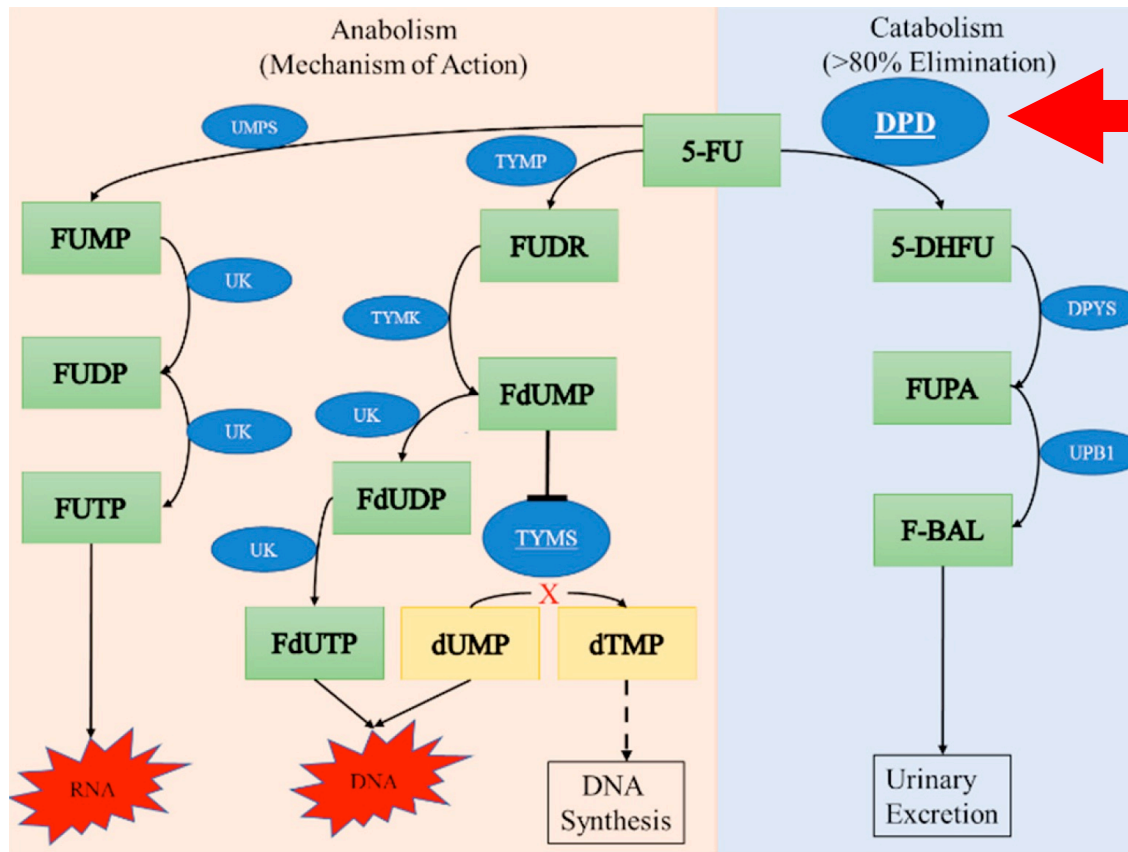 Anabolism
(Mechanism of Action)
Catabolism
(>80% Elimination)
UMPS
TYMP
5-FU
DPD
FUMP
FUDR
5-DHFU
UK
TYMK
DPYS
FUDP
FdUMP
FUPA
UK
UK
UPB1
FUTP
FdUDP
TYMS
F-BAL
UK
X
FdUTP
dUMP
dTMP
RNA
DNA
DNA
Synthesis
Urinary
Excretion